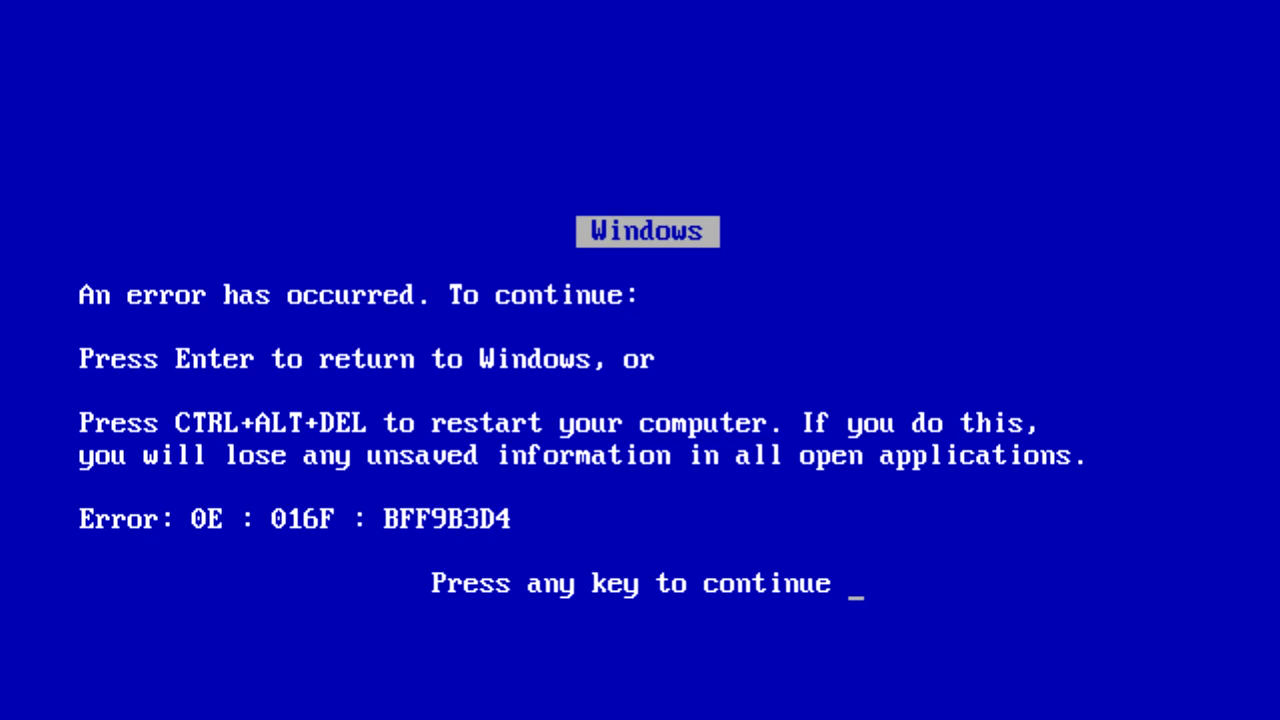 Windows
An error has occurred. To continue:
Press Enter to return to Windows, or
Press CTRL+ALT+DEL to restart your computer. If you do this,
you will lose any unsaved information in all open applications.
Error: 0E : 016F : BFF9B3D4
Press any key to continue _